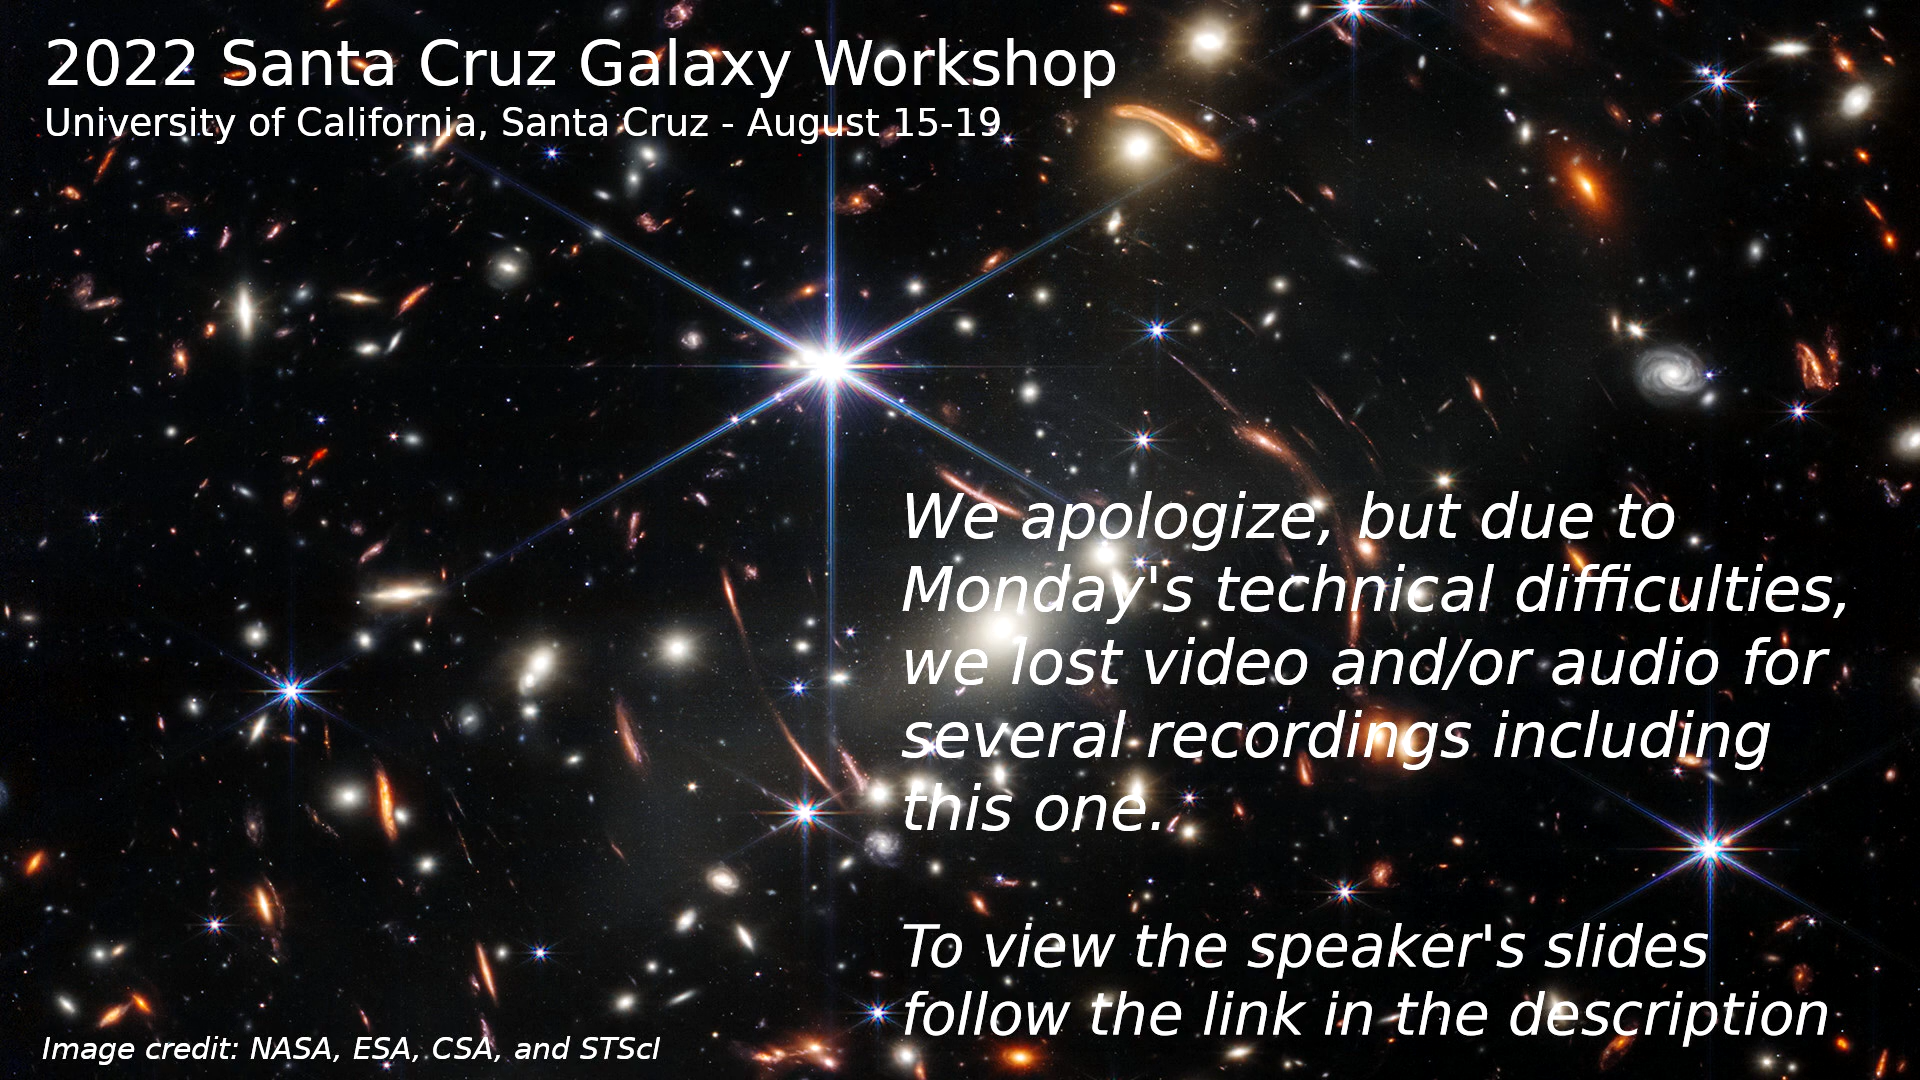 2022 Santa Cruz Galaxy Workshop
University of California, Santa Cruz - August 15-19
We apologize, but due to
Monday's technical difficulties,
we lost video and/or audio for
several recordings including
this one.
To view the speaker's slides
follow the link in the description
Image credit: NASA, ESA, CSA, and STScI